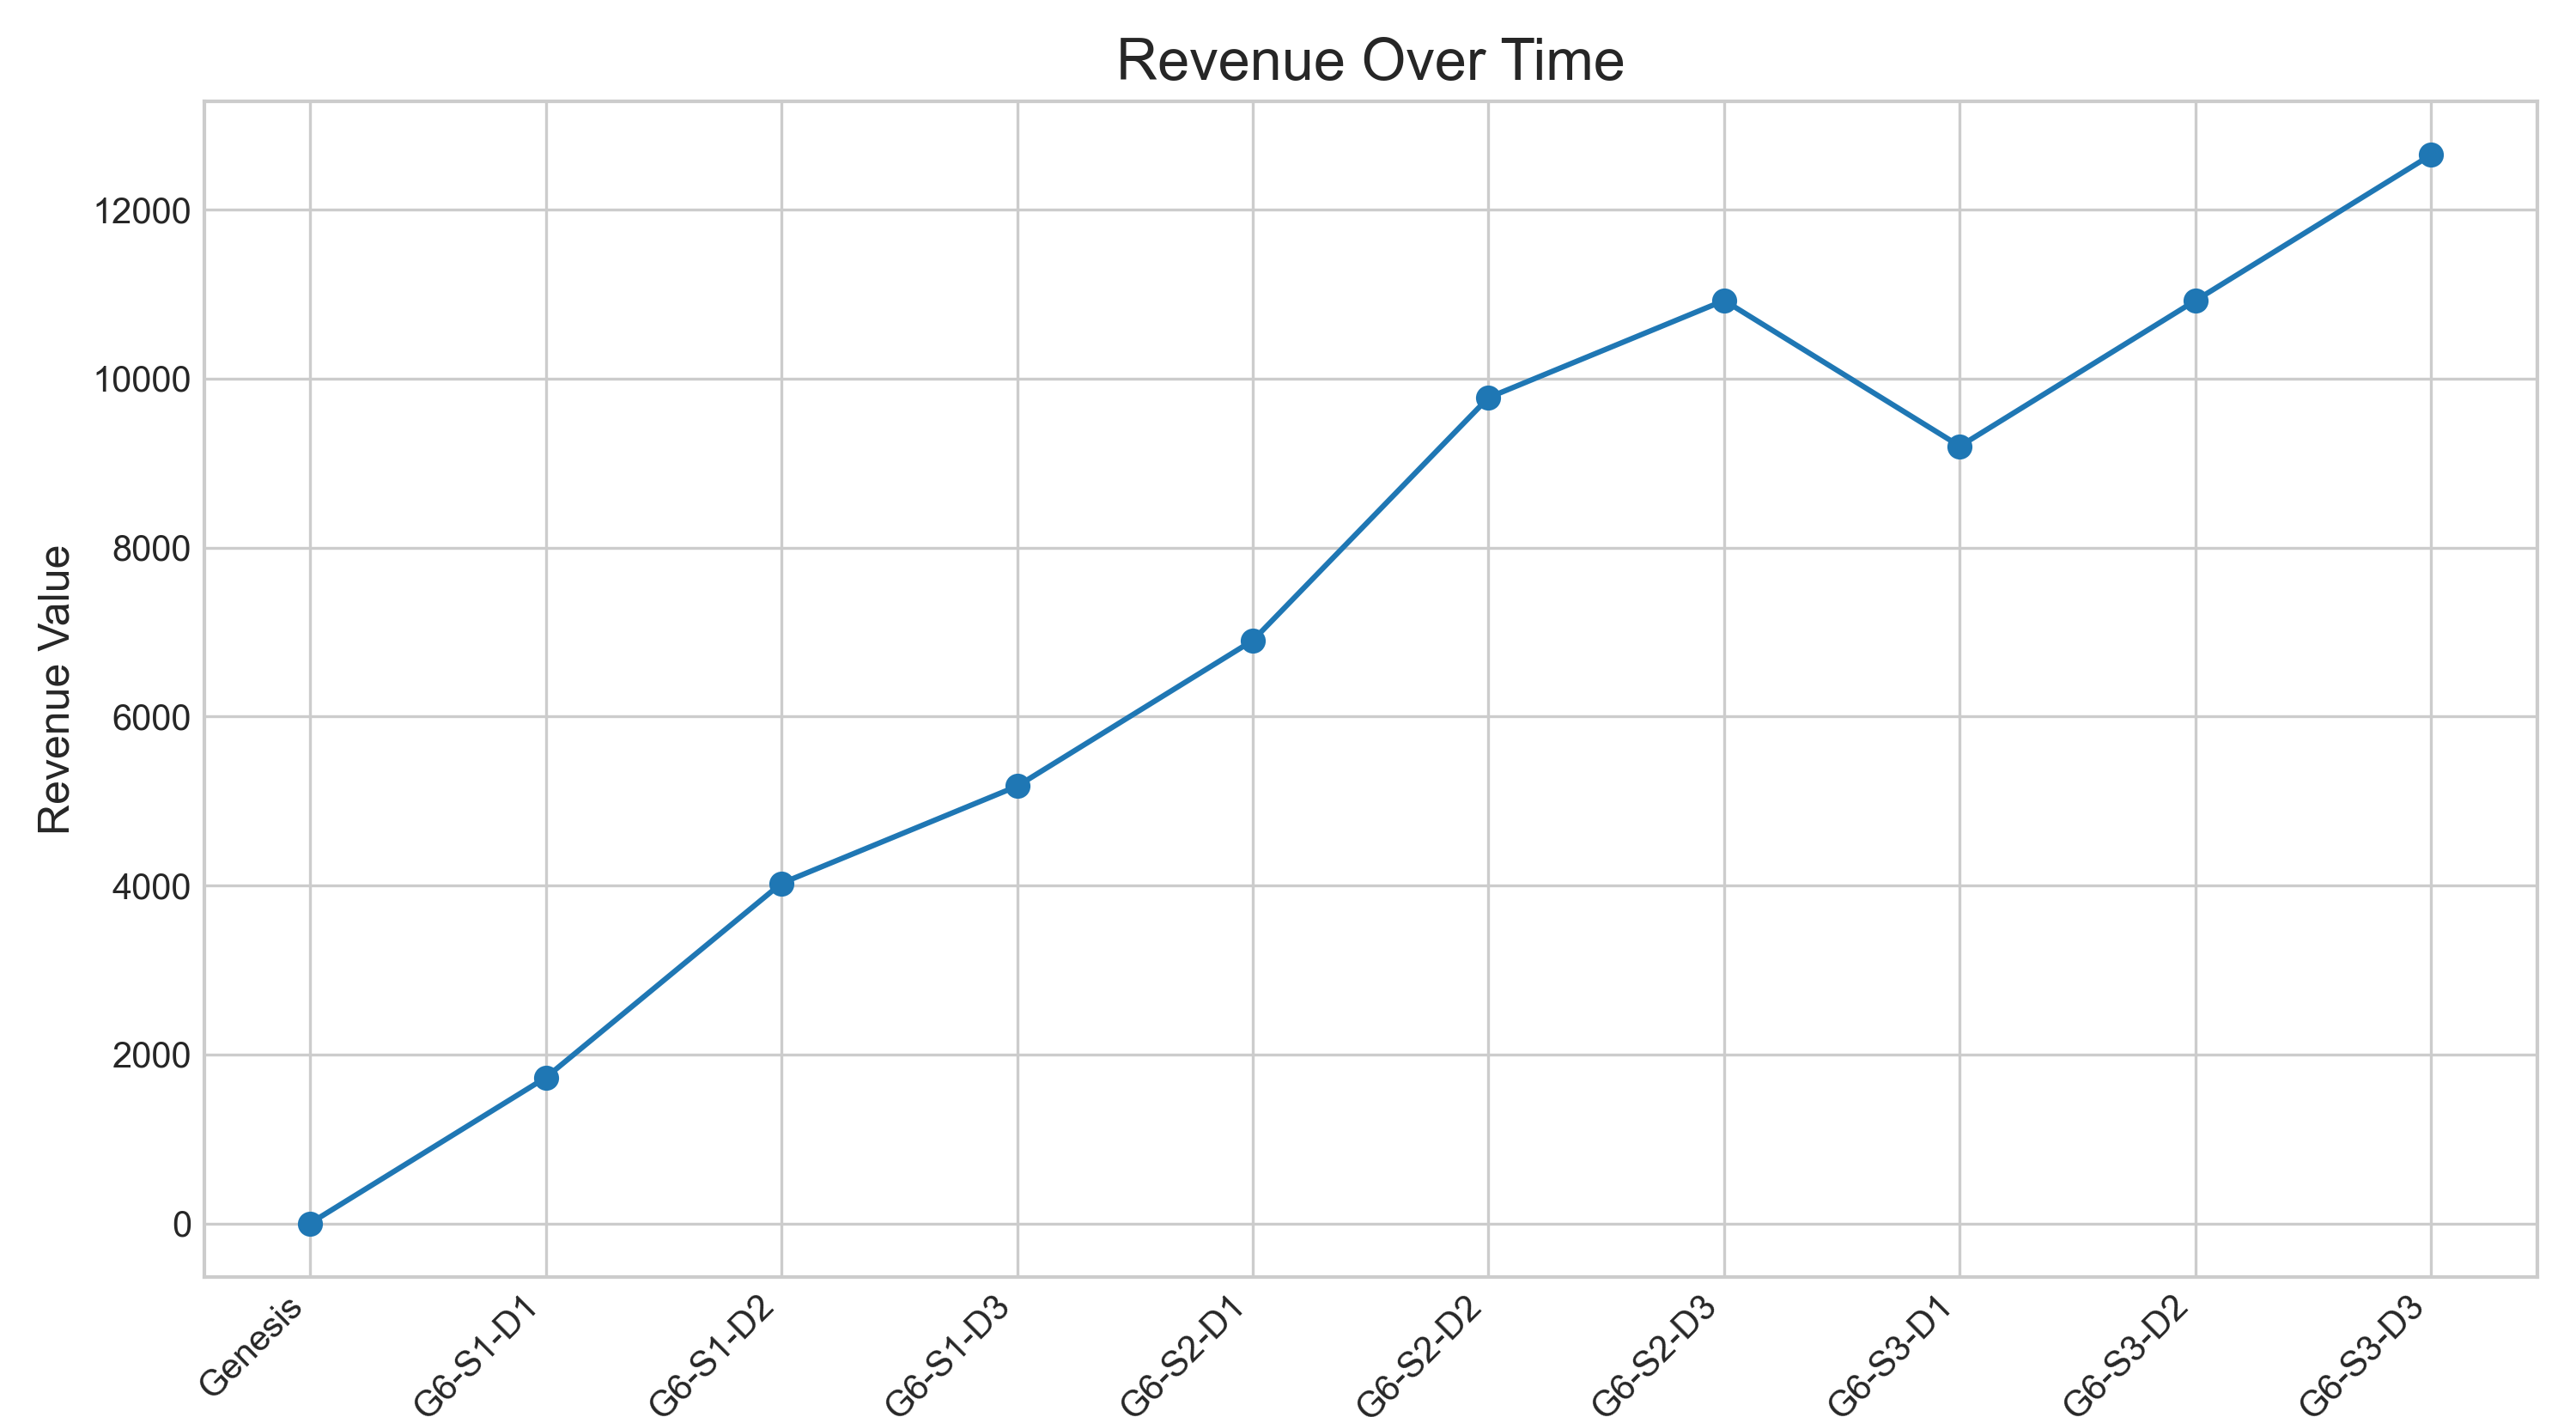 Revenue Over Time
Revenue Value
12000
10000
8000
6000
4000
2000
0
Genesis
G6-S1-D1
G6-S1-D2
G6-S1-D3
G6-S2-D1
G6-S2-D2
G6-S2-D3
G6-S3-D1
G6-S3-D2
G6-S3-D3